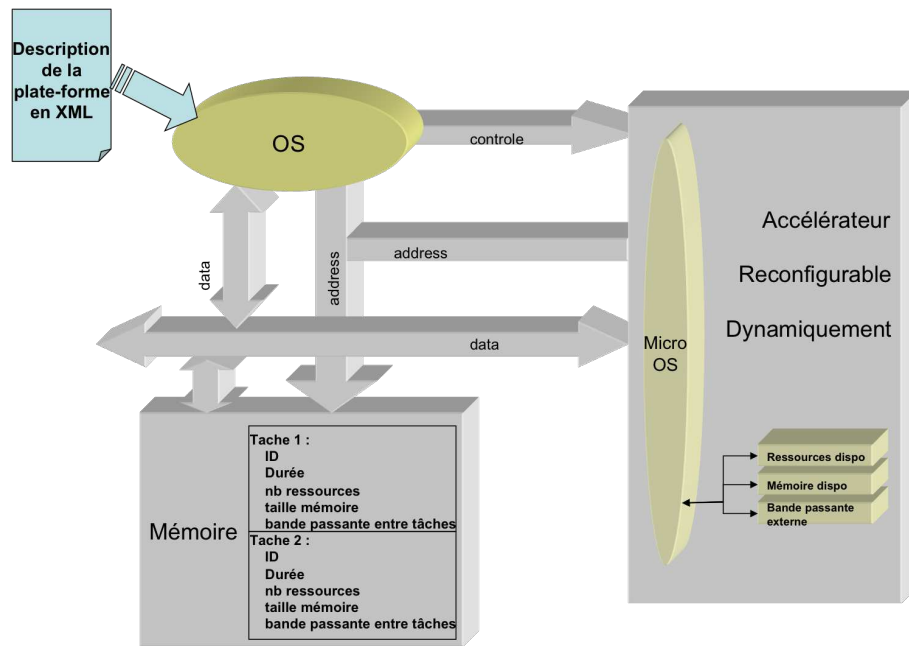 Description
de la
plate-forme
en XML
OS
controle
address
data
address
data
Accélérateur
Reconfigurable
Dynamiquement
Micro
OS
Ressources dispo
Mémoire dispo
Bande passante
externe
Mémoire
Tache 1 :
ID
Durée
nb ressources
taille mémoire
bande passante entre tâches
Tache 2 :
ID
Durée
nb ressources
taille mémoire
bande passante entre tâches